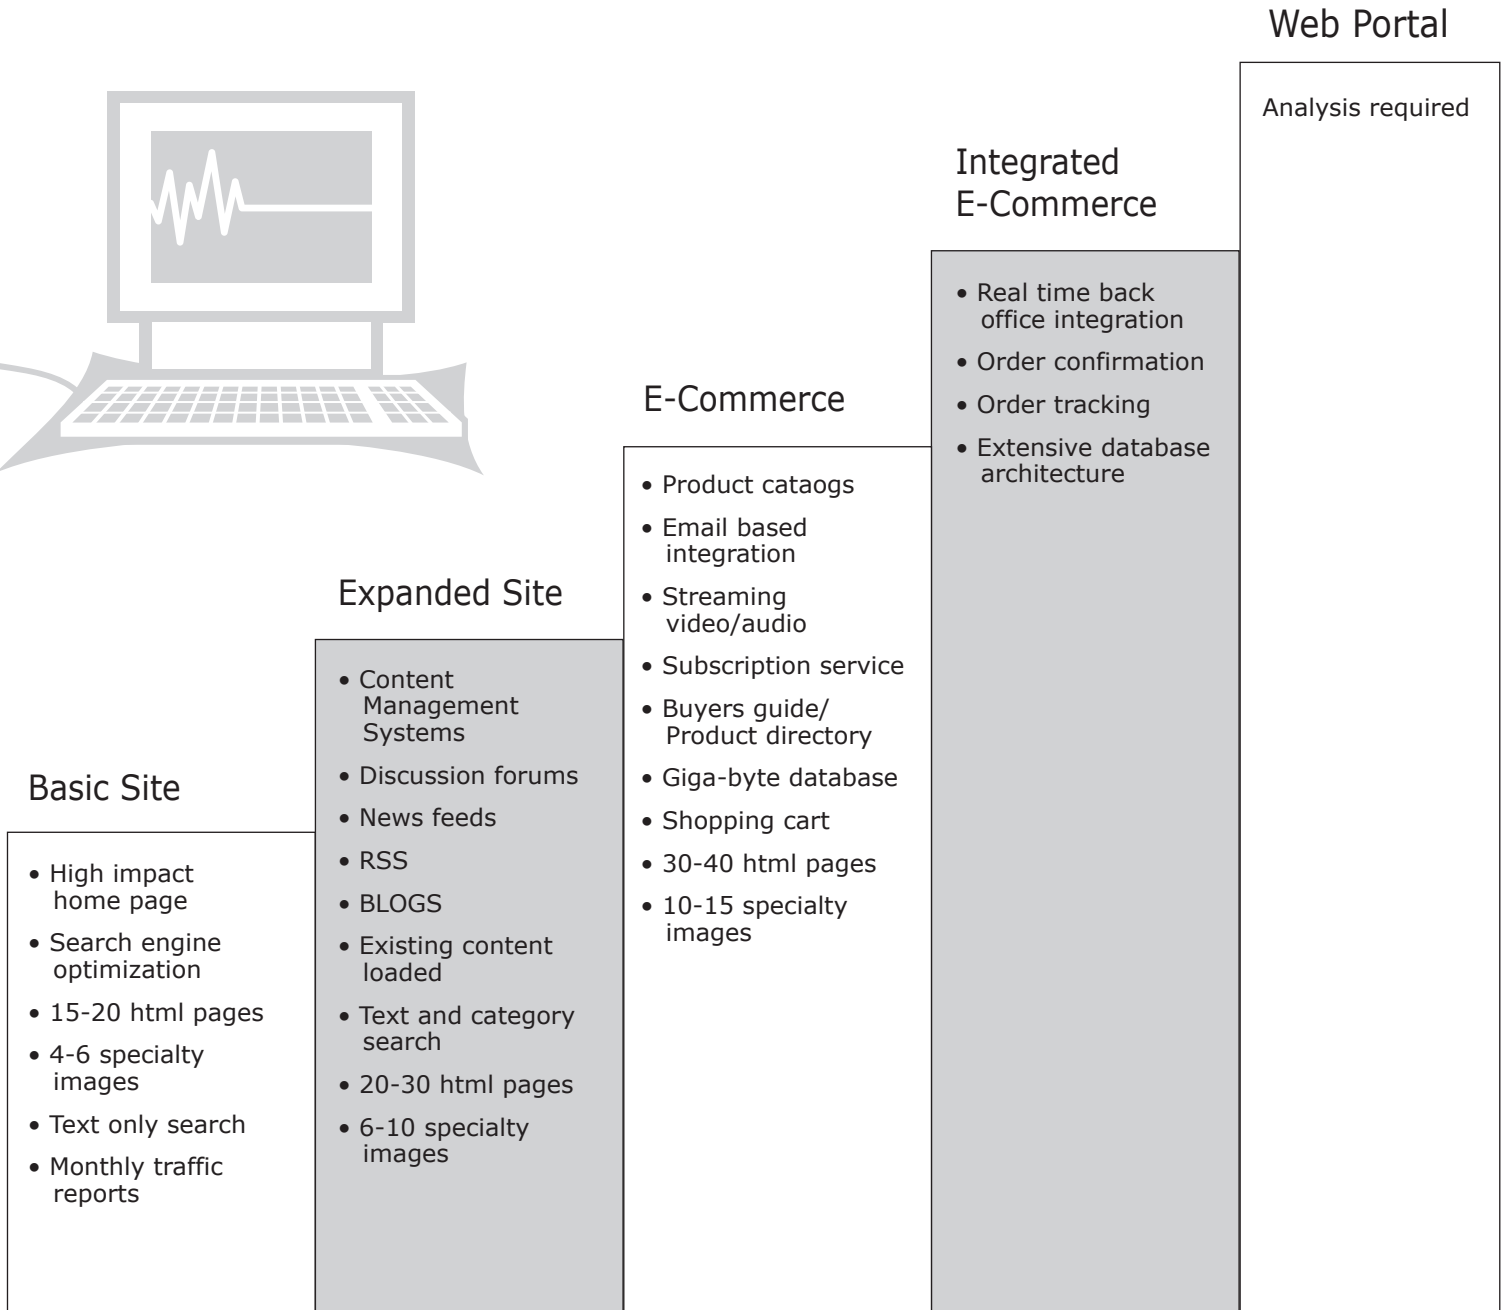 Web Portal
Analysis required
Integrated
E-Commerce
• Real time back
office integration
• Order confirmation
• Order tracking
• Extensive database
architecture
E-Commerce
• Product cataogs
• Email based
integration
• Streaming
video/audio
• Subscription service
• Buyers guide/
Product directory
• Giga-byte database
• Shopping cart
• 30-40 html pages
• 10-15 specialty
images
Expanded Site
• Content
Management
Systems
• Discussion forums
• News feeds
• RSS
• BLOGS
• Existing content
loaded
• Text and category
search
• 20-30 html pages
• 6-10 specialty
images
Basic Site
• High impact
home page
• Search engine
optimization
• 15-20 html pages
• 4-6 specialty
images
• Text only search
• Monthly traffic
reports